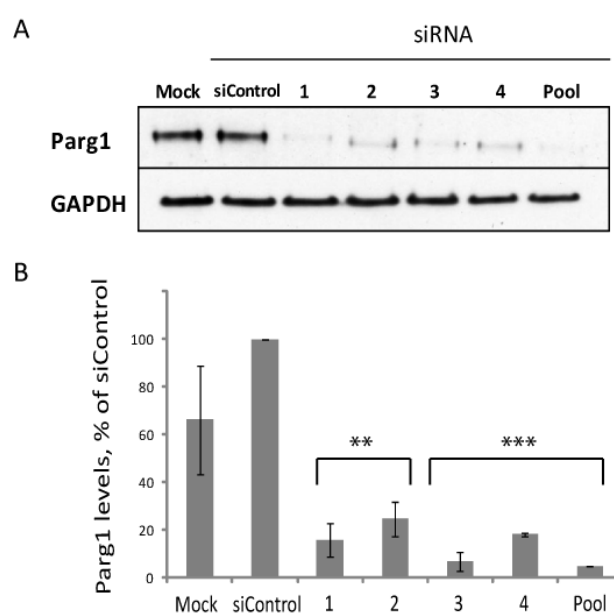 A
siRNA
Mock siControl 1 2 3 4 Pool
Parg1
GAPDH
B
Parg1 levels, % of siControl
100
80
60
40
20
0
** ***
Mock siControl 1 2 3 4 Pool